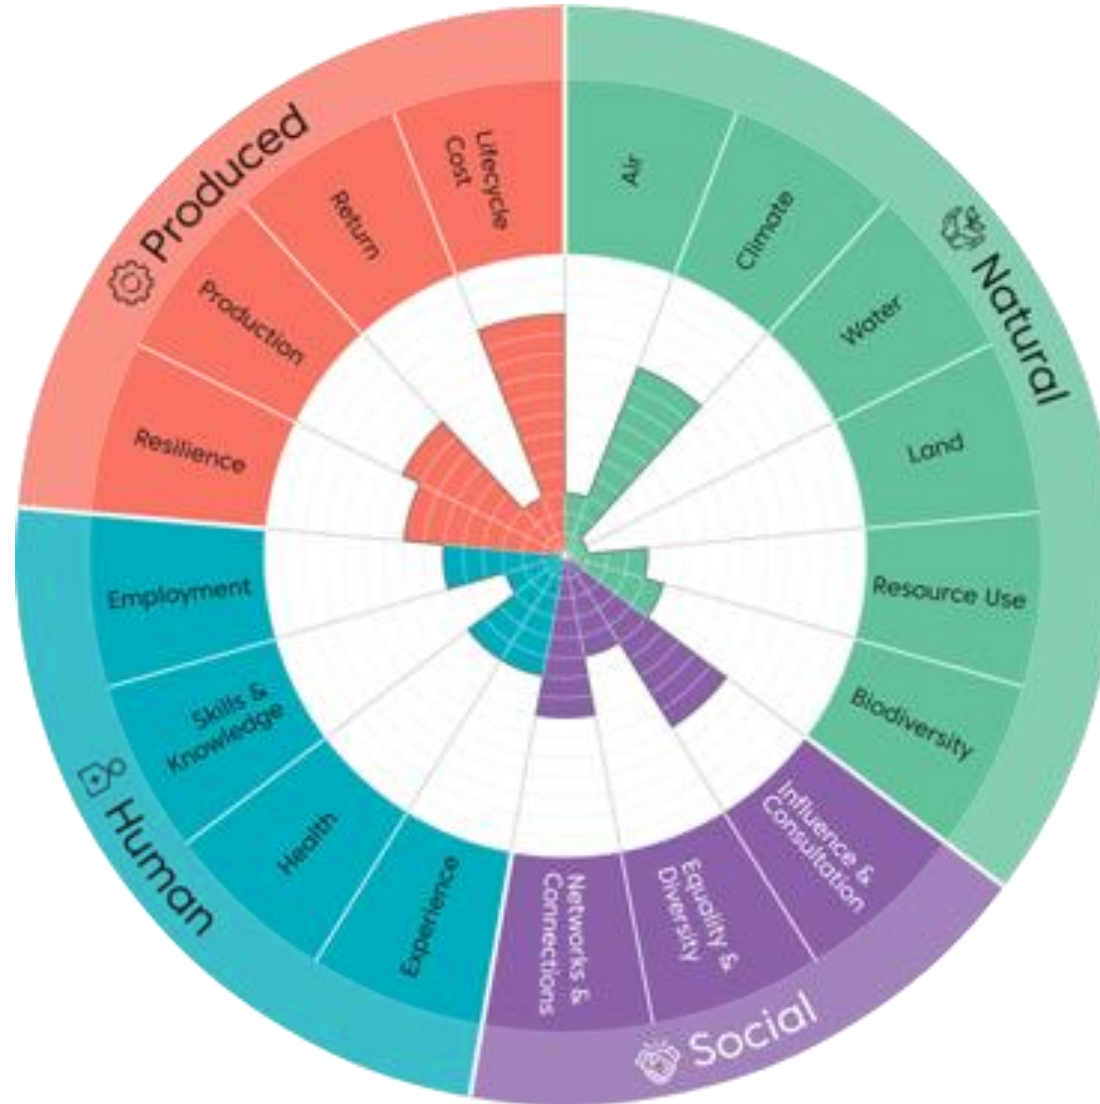 Produced
Lifecycle
Cost
Return
Production
Resilience
Natural
Air
Climate
Water
Land
Resource Use
Biodiversity
Social
Influence &
Consultation
Equality &
Diversity
Networks &
Connections
Human
Experience
Health
Skills &
Knowledge
Employment